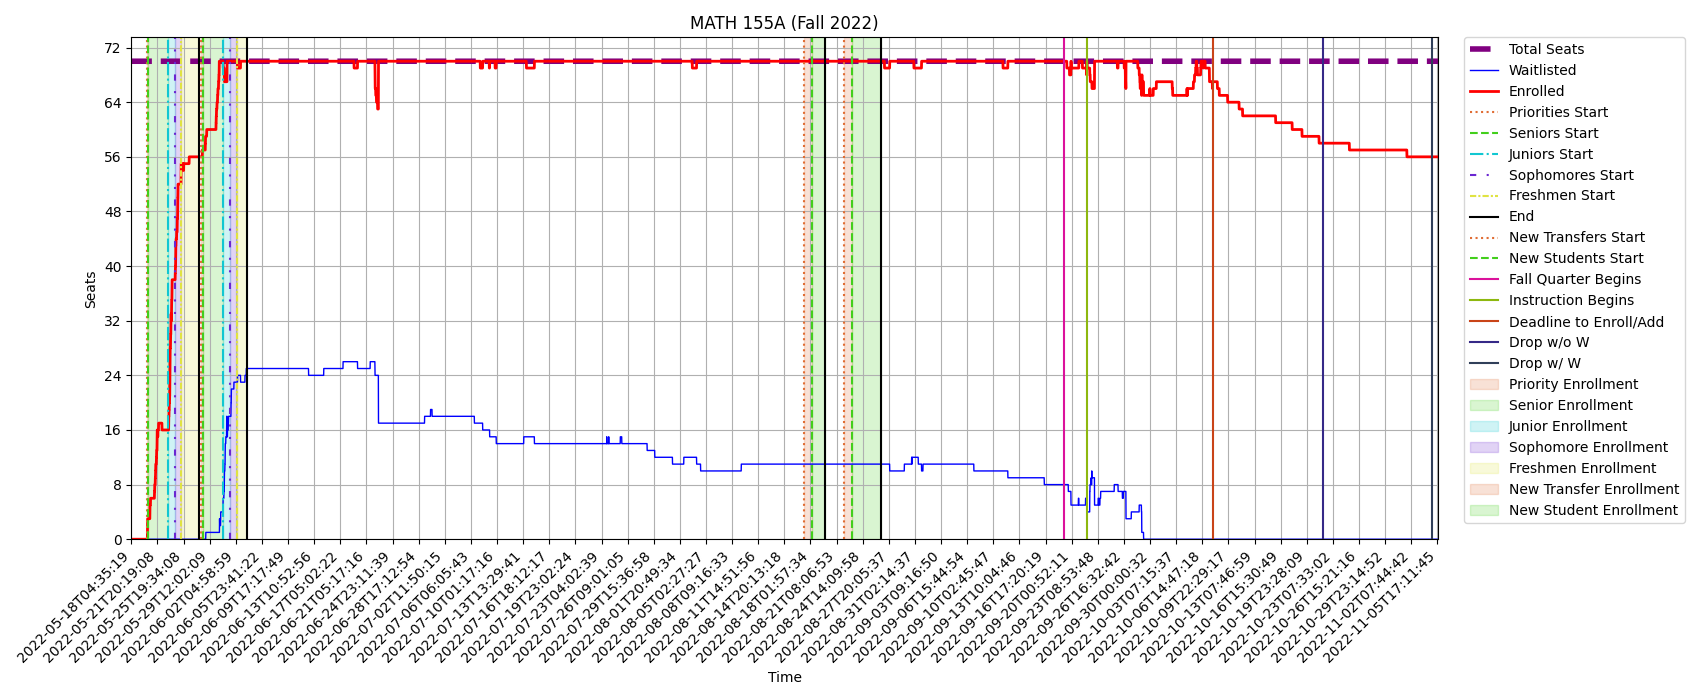 MATH 155A (Fall 2022)
72
64
56
48
40
32
24
16
8
0
Seats
2022-05-18T04:35:19
2022-05-21T20:19:08
2022-05-25T19:34:08
2022-05-29T12:02:09
2022-06-02T04:58:59
2022-06-05T23:41:22
2022-06-09T17:17:49
2022-06-13T10:52:56
2022-06-17T05:02:22
2022-06-21T05:17:16
2022-06-24T23:11:39
2022-06-28T17:12:54
2022-07-02T11:50:15
2022-07-06T06:05:43
2022-07-10T01:17:16
2022-07-13T13:29:41
2022-07-16T18:12:17
2022-07-19T23:02:24
2022-07-23T04:02:39
2022-07-26T09:01:05
2022-07-29T15:36:58
2022-08-01T20:49:34
2022-08-05T02:27:27
2022-08-08T09:16:33
2022-08-11T14:51:56
2022-08-14T20:13:18
2022-08-18T01:57:34
2022-08-21T08:06:53
2022-08-24T14:09:58
2022-08-27T20:05:37
2022-08-31T02:14:37
2022-09-03T09:16:50
2022-09-06T15:44:54
2022-09-10T02:45:47
2022-09-13T11:04:46
2022-09-16T17:20:19
2022-09-20T00:52:11
2022-09-23T08:53:48
2022-09-26T16:32:42
2022-09-30T00:00:32
2022-10-03T07:15:37
2022-10-06T14:47:18
2022-10-09T22:29:17
2022-10-13T07:46:59
2022-10-16T15:30:49
2022-10-19T23:28:09
2022-10-23T07:33:02
2022-10-26T15:21:16
2022-10-29T23:14:52
2022-11-02T07:44:42
2022-11-05T17:11:45
Time
Total Seats
Waitlisted
Enrolled
Priorities Start
Seniors Start
Juniors Start
Sophomores Start
Freshmen Start
End
New Transfers Start
New Students Start
Fall Quarter Begins
Instruction Begins
Deadline to Enroll/Add
Drop w/o W
Drop w/ W
Priority Enrollment
Senior Enrollment
Junior Enrollment
Sophomore Enrollment
Freshmen Enrollment
New Transfer Enrollment
New Student Enrollment